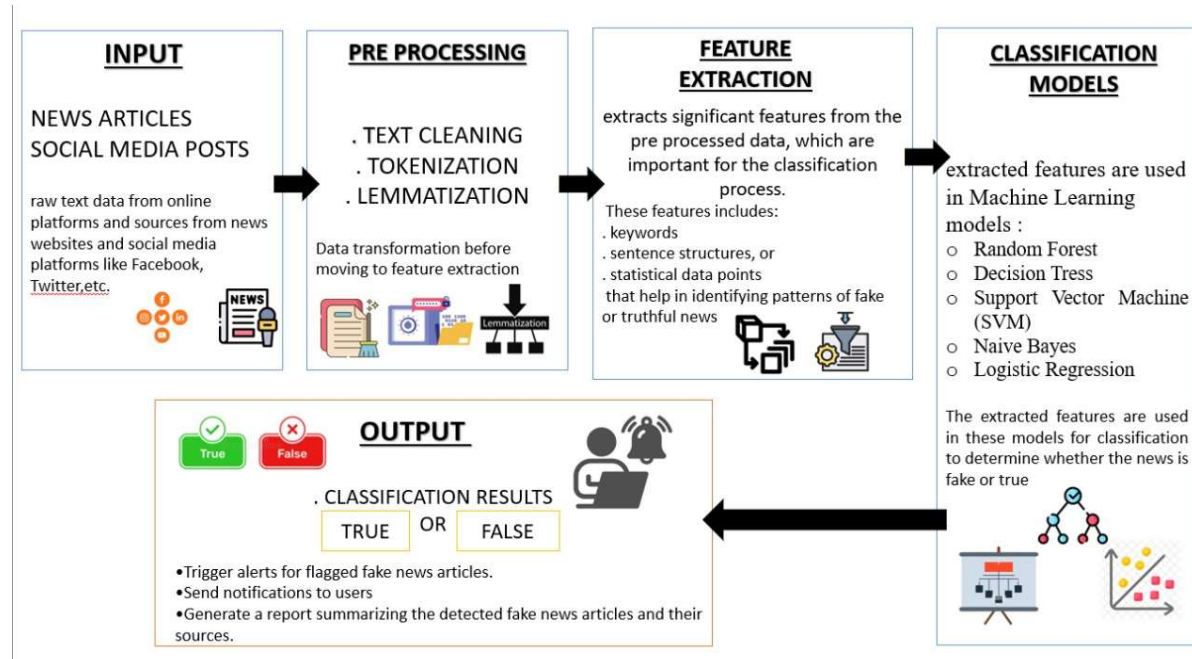 INPUT
NEWS ARTICLES
SOCIAL MEDIA POSTS
raw text data from online
platforms and sources from news
websites and social media
platforms like Facebook,
Twitter,etc.
NEWS
PRE PROCESSING
. TEXT CLEANING
. TOKENIZATION
. LEMMATIZATION
Data transformation before
moving to feature extraction
Lemmatization
FEATURE
EXTRACTION
extracts significant features from the
pre processed data, which are
important for the classification
process.
These features includes:
. keywords
. sentence structures, or
. statistical data points
that help in identifying patterns of fake
or truthful news
CLASSIFICATION
MODELS
extracted features are used
in Machine Learning
models :
o Random Forest
o Decision Tress
o Support Vector Machine
(SVM)
o Naive Bayes
o Logistic Regression
The extracted features are used
in these models for classification
to determine whether the news is
fake or true
True
False
OUTPUT
. CLASSIFICATION RESULTS
TRUE OR FALSE
•Trigger alerts for flagged fake news articles.
•Send notifications to users
•Generate a report summarizing the detected fake news articles and their
sources.